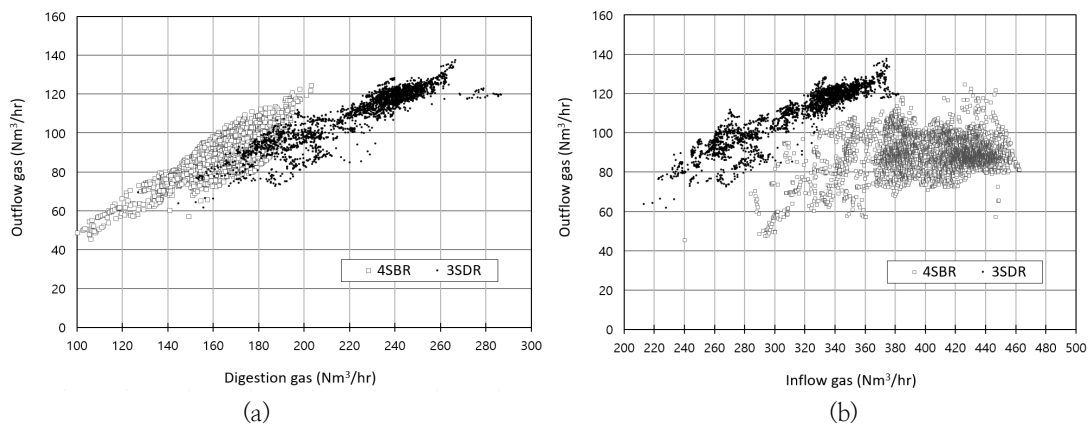 160
140
120
100
80
60
40
20
0
Outflow gas (Nm³/hr)
4SBR 3SDR
100 120 140 160 180 200 220 240 260 280 300
Digestion gas (Nm³/hr)
(a)
160
140
120
100
80
60
40
20
0
Outflow gas (Nm³/hr)
4SBR 3SDR
200 220 240 260 280 300 320 340 360 380 400 420 440 460 480 500
Inflow gas (Nm³/hr)
(b)